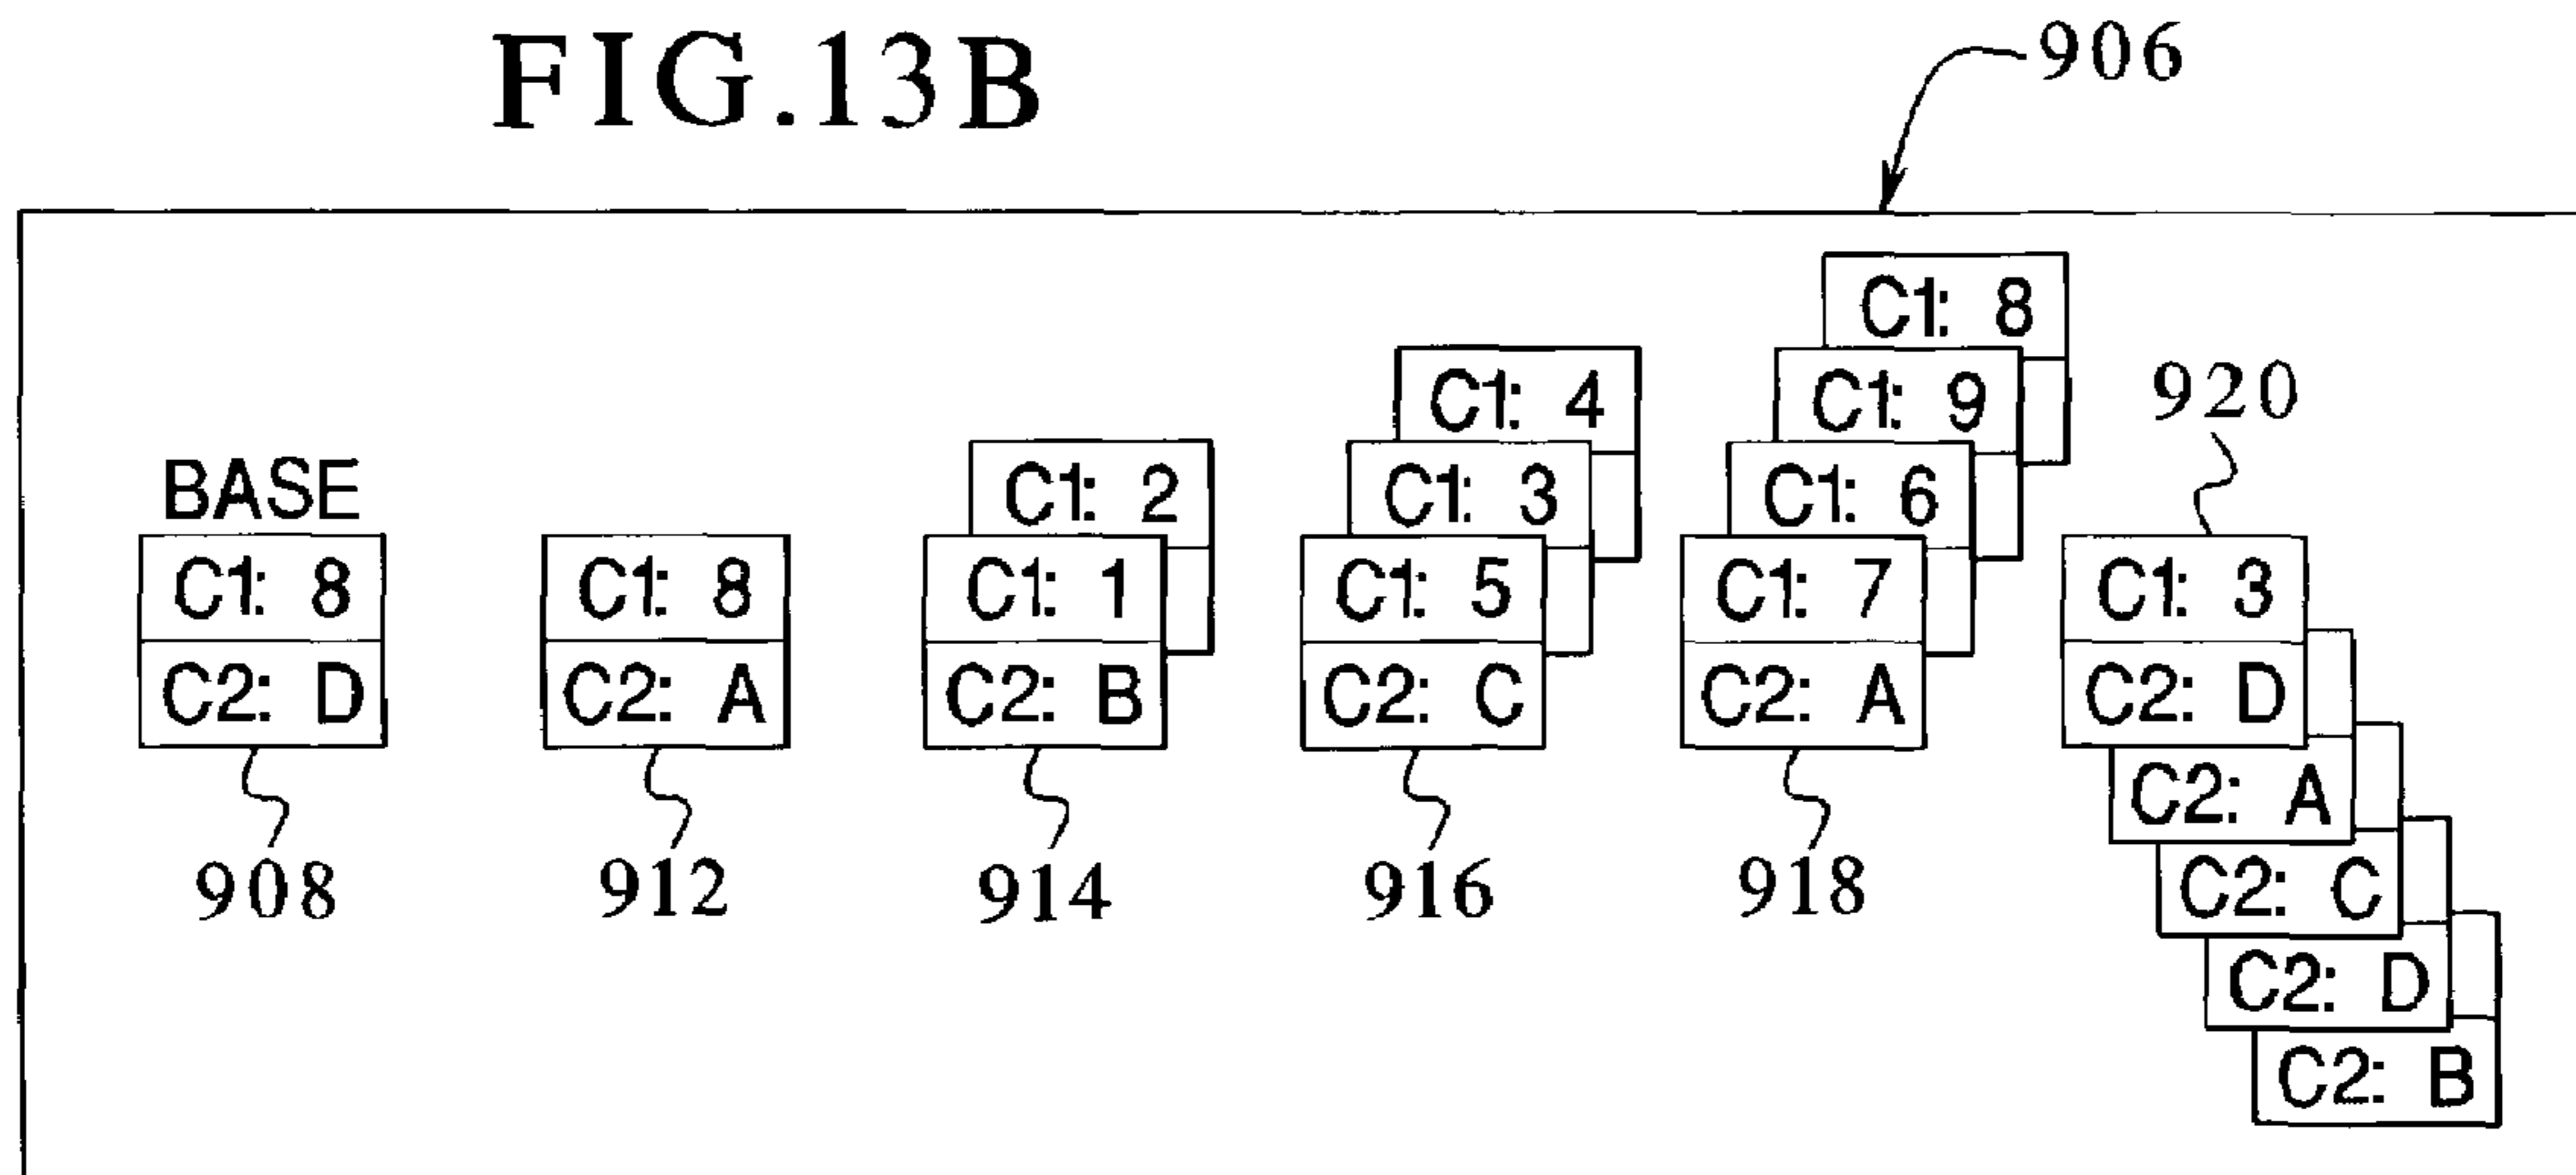 FIG.13B
906
BASE
C1: 8
C2: D
908
C1: 8
C2: A
912
C1: 2
C1: 1
C2: B
914
C1: 4
C1: 3
C1: 5
C2: C
916
C1: 8
C1: 9
C1: 6
C1: 7
C2: A
918
920
C1: 3
C2: D
C2: A
C2: C
C2: D
C2: B